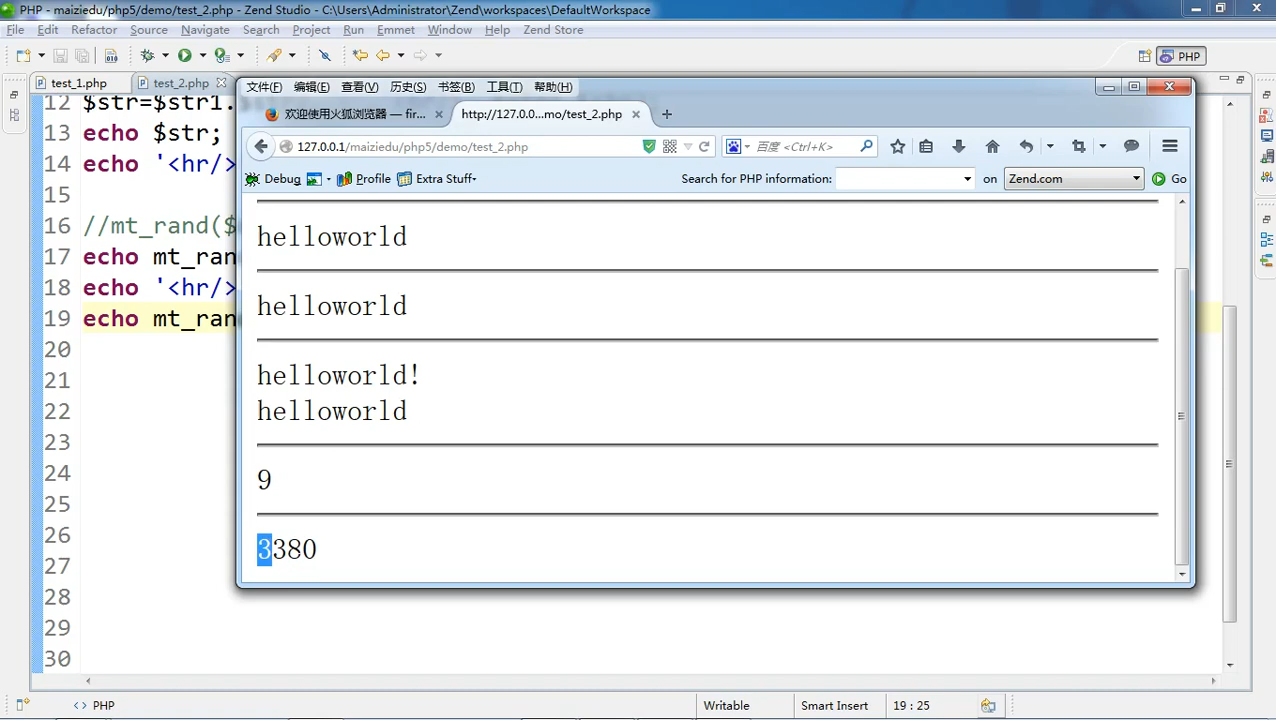 PHP - maiziedu/php5/demo/test_2.php - Zend Studio - C:\Users\Administrator\Zend\workspaces\DefaultWorkspace
File Edit Refactor Source Navigate Search Project Run Emmet Window Help Zend Store
PHP
test_1.php test_2.php
文件(F) 编辑(E) 查看(V) 历史(S) 书签(B) 工具(T) 帮助(H)
欢迎使用火狐浏览器 — fir... http://127.0.0...mo/test_2.php
127.0.0.1/maiziedu/php5/demo/test_2.php 百度 <Ctrl+K>
Debug Profile Extra Stuff Search for PHP information: on Zend.com Go
12 $str=$str1.
13 echo $str;
14 echo '<hr/>
15
16 //mt_rand($
17 echo mt_ran
18 echo '<hr/>
19 echo mt_ran
20
21
22
23
24
25
26
27
28
29
30
helloworld
helloworld
helloworld!
helloworld
9
3380
PHP Writable Smart Insert 19 : 25